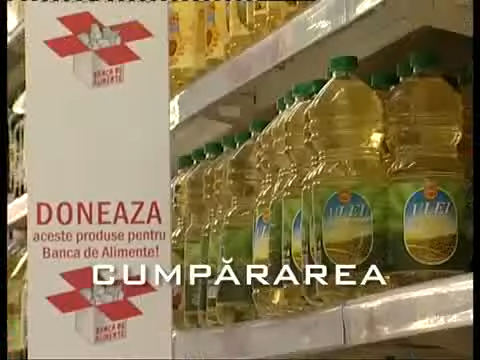 BANCA DE
ALIMENTE
DONEAZA
aceste produse pentru
Banca de Alimente!
ULEI
ULEI
CUMPĂRAREA
BANCA DE
ALIMENTE